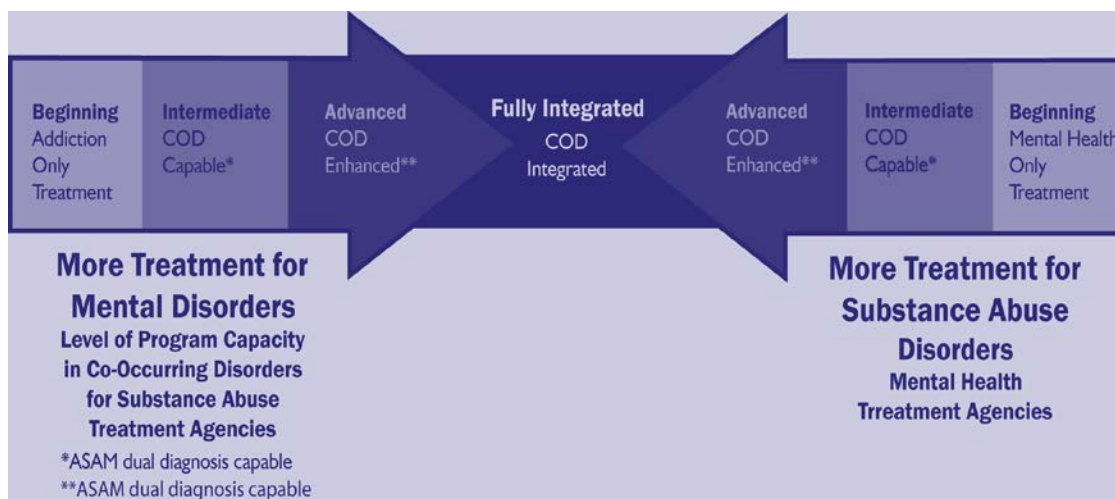 Beginning
Addiction
Only
Treatment
Intermediate
COD
Capable*
Advanced
COD
Enhanced**
Fully Integrated
COD
Integrated
Advanced
COD
Enhanced**
Intermediate
COD
Capable*
Beginning
Mental Health
Only
Treatment
More Treatment for
Mental Disorders
Level of Program Capacity
in Co-Occurring Disorders
for Substance Abuse
Treatment Agencies
*ASAM dual diagnosis capable
**ASAM dual diagnosis capable
More Treatment for
Substance Abuse
Disorders
Mental Health
Trreatment Agencies